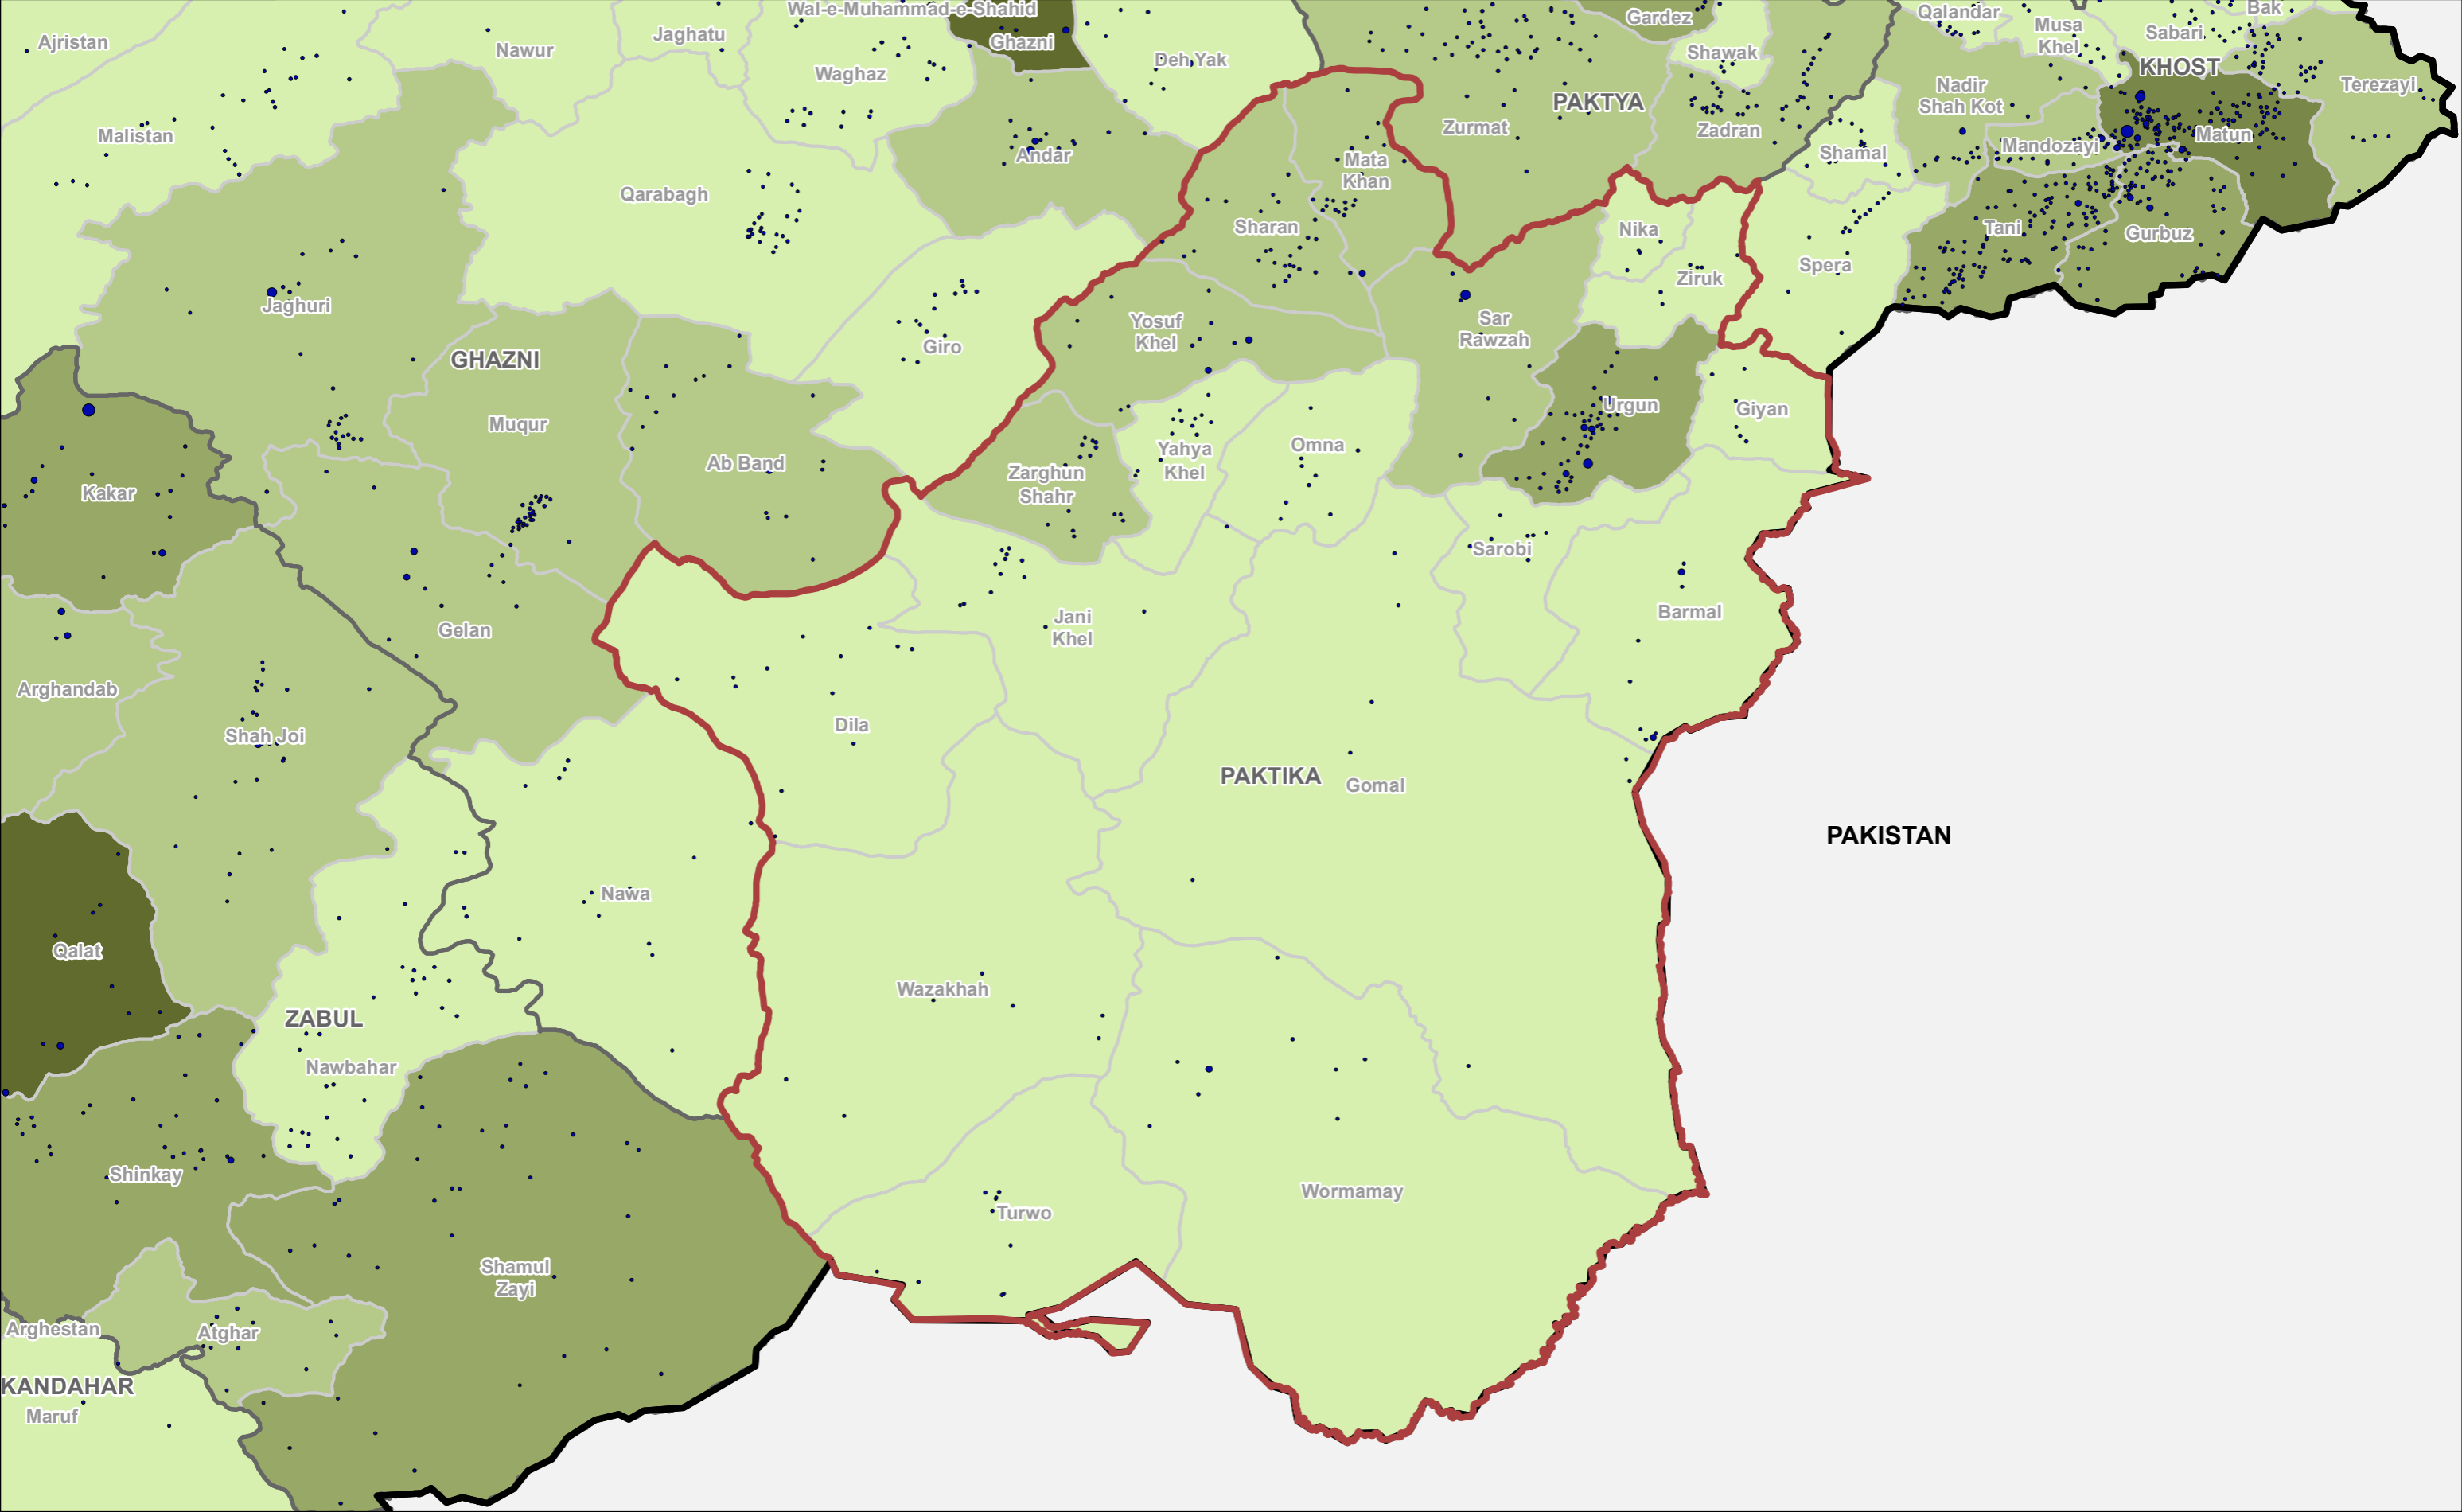 Wal-e-Muhammad-e-Shahid
Ajristan
Nawur
Jaghatu
Waghaz
Ghazni
Deh Yak
Gardez
Shawak
Qalandar
Musa
Khel
Sabari
Bak
KHOST
Terezayi
Malistan
Qarabagh
Andar
Mata
Khan
Zurmat
PAKTYA
Zadran
Shamal
Nadir
Shah Kot
Mandozayi
Matun
Jaghuri
Sharan
Nika
Ziruk
Spera
Tani
Gurbuz
GHAZNI
Giro
Yosuf
Khel
Sar
Rawzah
Urgun
Giyan
Muqur
Ab Band
Zarghun
Shahr
Yahya
Khel
Omna
Kakar
Sarobi
Gelan
Jani
Khel
Barmal
Arghandab
Shah Joi
Dila
PAKTIKA
Gomal
PAKISTAN
Nawa
Qalat
Wazakhah
ZABUL
Nawbahar
Shinkay
Turwo
Wormamay
Shamul
Zayi
Arghestan
Atghar
KANDAHAR
Maruf